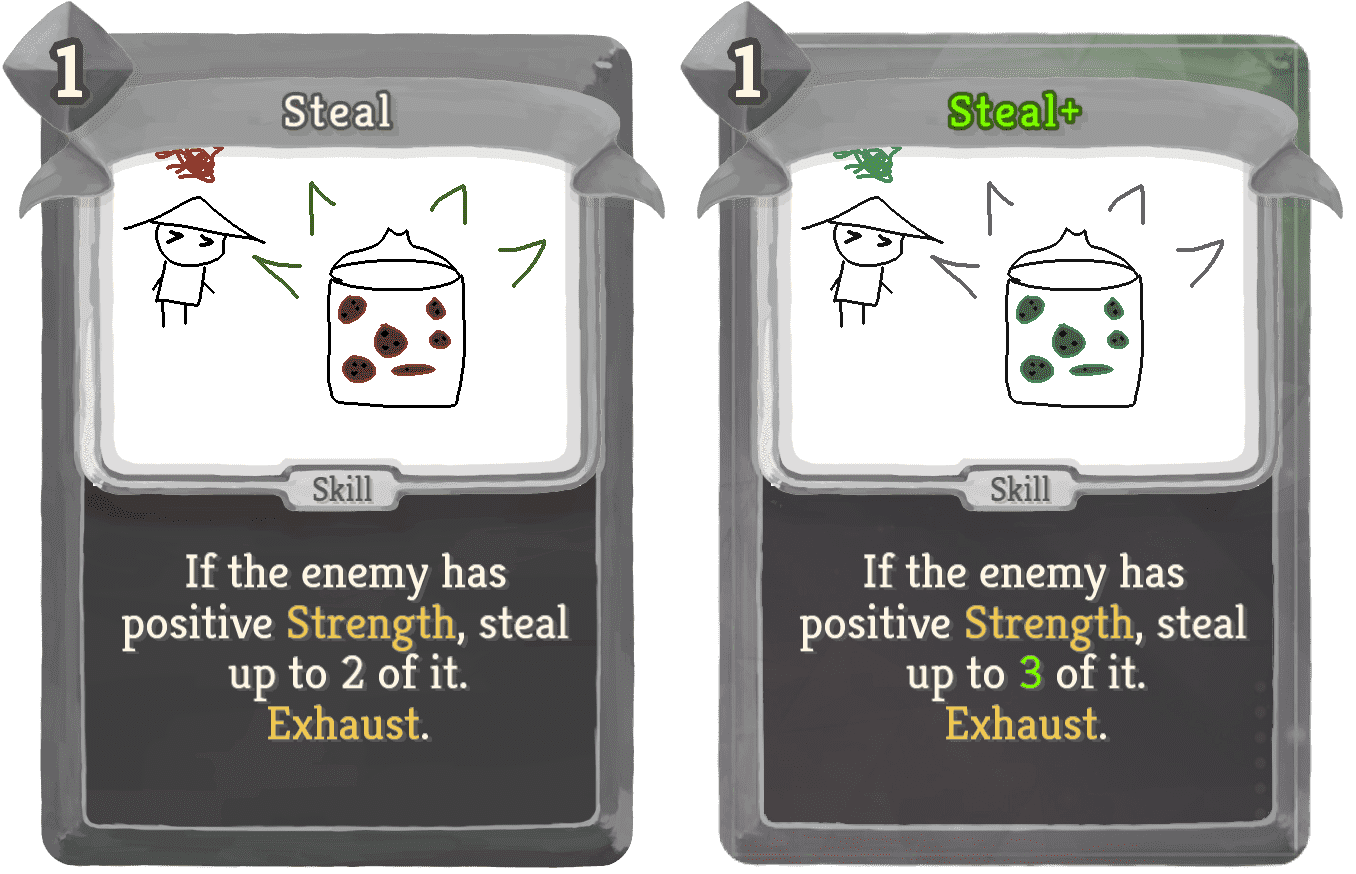 1
Steal
Skill
If the enemy has
positive Strength, steal
up to 2 of it.
Exhaust.
1
Steal+
Skill
If the enemy has
positive Strength, steal
up to 3 of it.
Exhaust.